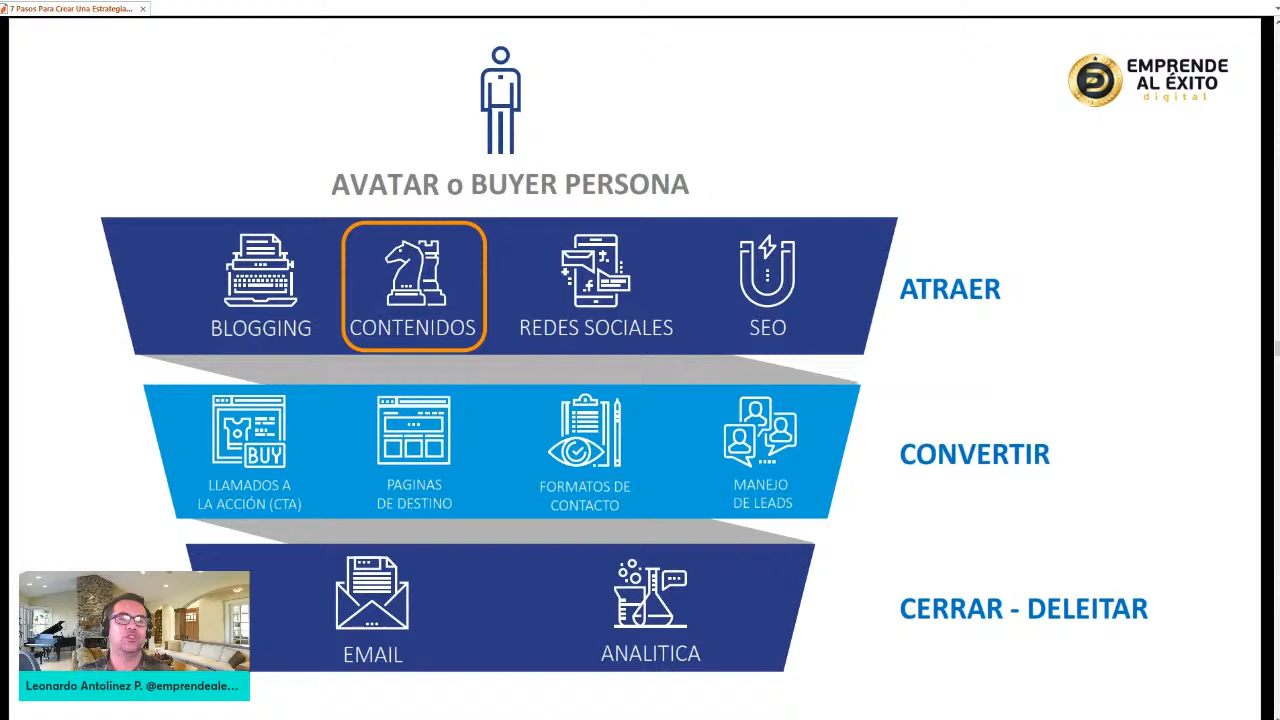 7 Pasos Para Crear Una Estrategia...
EMPRENDE
AL ÉXITO
digital
AVATAR o BUYER PERSONA
BLOGGING
CONTENIDOS
REDES SOCIALES
SEO
ATRAER
BUY
LLAMADOS A
LA ACCIÓN (CTA)
PAGINAS
DE DESTINO
FORMATOS DE
CONTACTO
MANEJO
DE LEADS
CONVERTIR
EMAIL
ANALITICA
CERRAR - DELEITAR
Leonardo Antolinez P. @emprendeale...